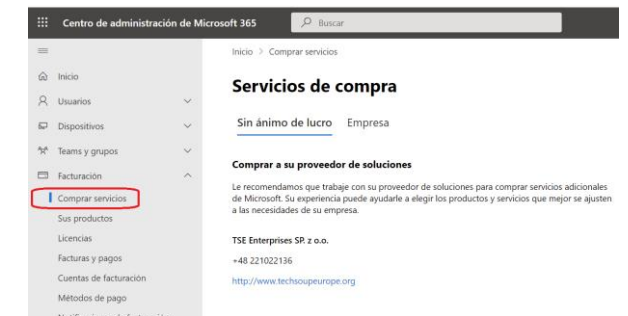 Centro de administración de Microsoft 365
Buscar
Inicio > Comprar servicios
Inicio
Usuarios
Dispositivos
Teams y grupos
Facturación
Comprar servicios
Sus productos
Licencias
Facturas y pagos
Cuentas de facturación
Métodos de pago
Servicios de compra
Sin ánimo de lucro Empresa
Comprar a su proveedor de soluciones
Le recomendamos que trabaje con su proveedor de soluciones para comprar servicios adicionales
de Microsoft. Su experiencia puede ayudarle a elegir los productos y servicios que mejor se ajusten
a las necesidades de su empresa.
TSE Enterprises SP. z o.o.
+48 221022136
http://www.techsoupeurope.org